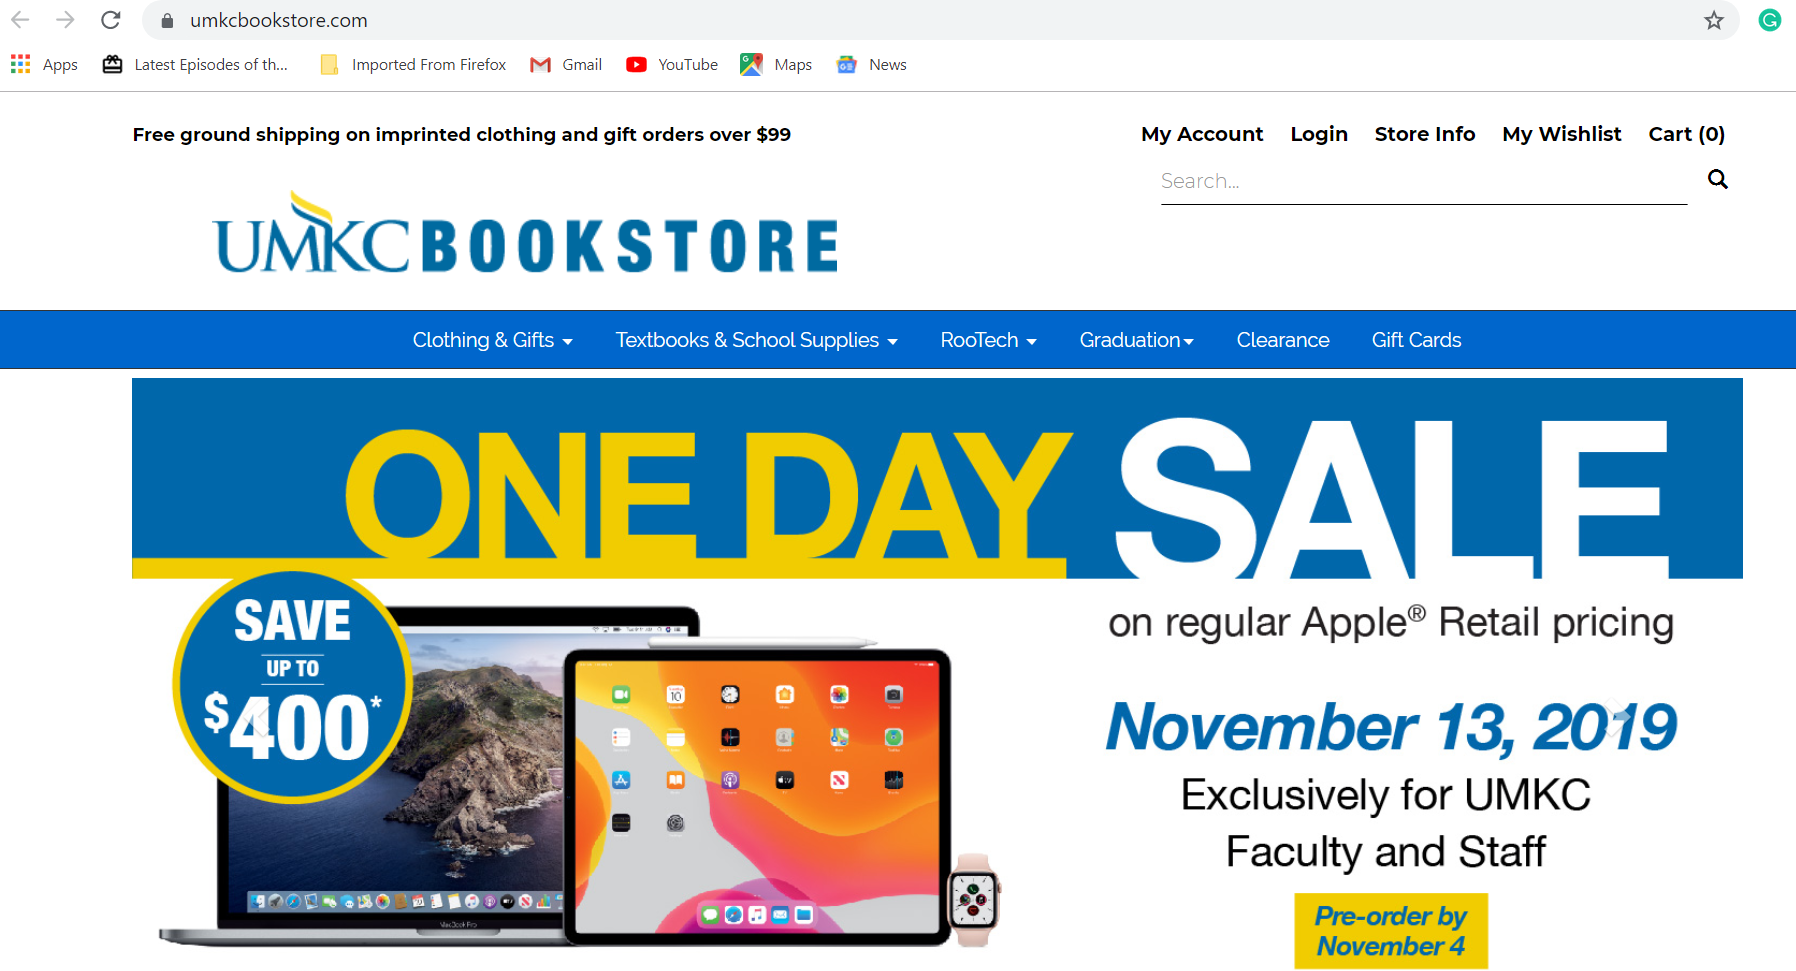 umkcbookstore.com
Apps Latest Episodes of th... Imported From Firefox Gmail YouTube Maps News
Free ground shipping on imprinted clothing and gift orders over $99
My Account Login Store Info My Wishlist Cart (0)
Search...
UMKC BOOKSTORE
Clothing & Gifts Textbooks & School Supplies RooTech Graduation Clearance Gift Cards
ONE DAY SALE
on regular Apple® Retail pricing
SAVE
UP TO
$400*
November 13, 2019
Exclusively for UMKC
Faculty and Staff
Pre-order by
November 4
MacBook Pro
10